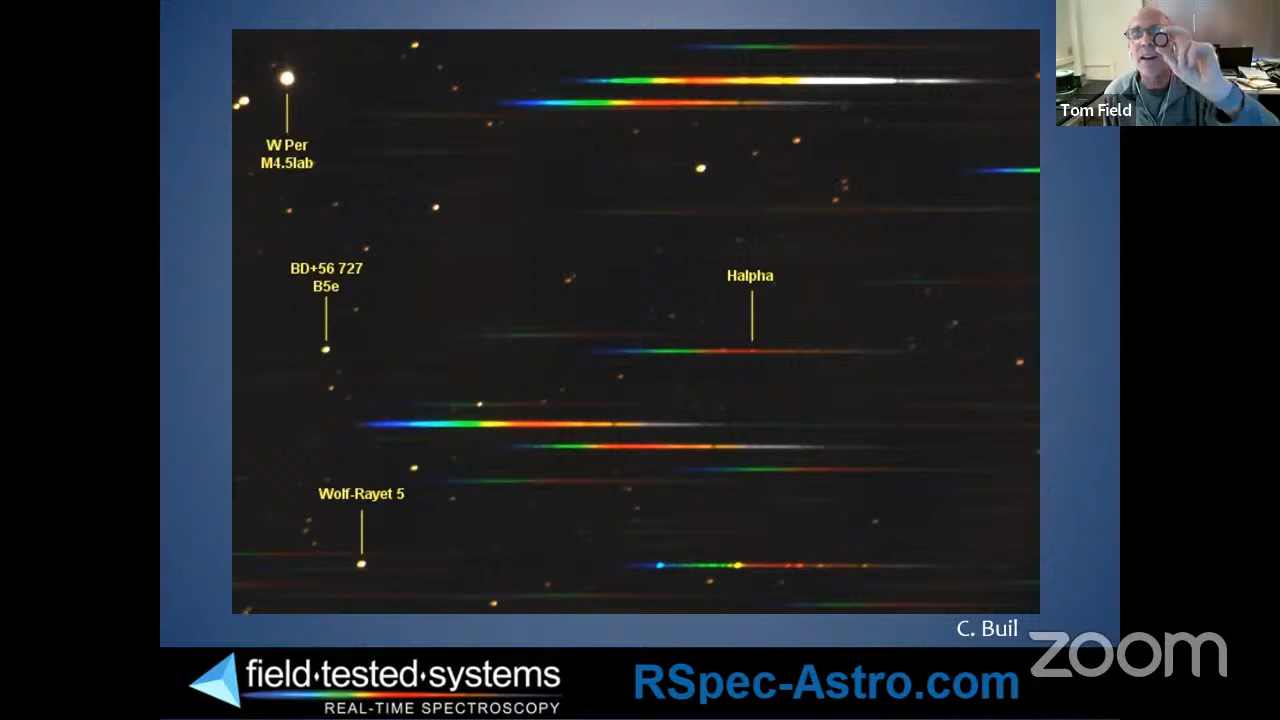 Tom Field
W Per
M4.5Iab
BD+56 727
B5e
Halpha
Wolf-Rayet 5
C. Buil
zoom
field·tested·systems
REAL-TIME SPECTROSCOPY
RSpec-Astro.com